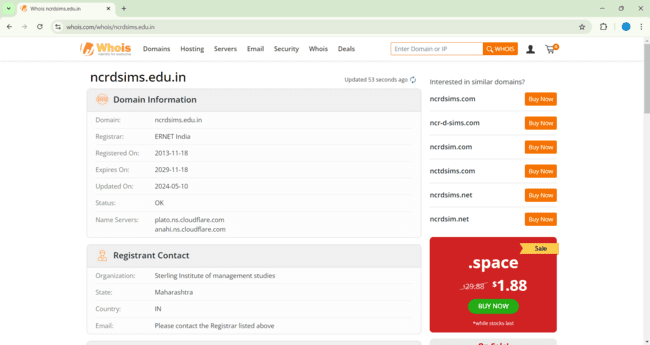 Whois ncrdsims.edu.in
whois.com/whois/ncrdsims.edu.in
Whois
Domains Hosting Servers Email Security Whois Deals
Enter Domain or IP
WHOIS
0
ncrdsims.edu.in
Updated 53 seconds ago
Domain Information
Domain: ncrdsims.edu.in
Registrar: ERNET India
Registered On: 2013-11-18
Expires On: 2029-11-18
Updated On: 2024-05-10
Status: OK
Name Servers: plato.ns.cloudflare.com
anahi.ns.cloudflare.com
Registrant Contact
Organization: Sterling Institute of management studies
State: Maharashtra
Country: IN
Email: Please contact the Registrar listed above
Interested in similar domains?
ncrdsims.com Buy Now
ncr-d-sims.com Buy Now
ncrdsim.com Buy Now
nctdsims.com Buy Now
ncrdsims.net Buy Now
ncrdsim.net Buy Now
Sale
.space
$29.88 $1.88
BUY NOW
*while stocks last
On Sale!